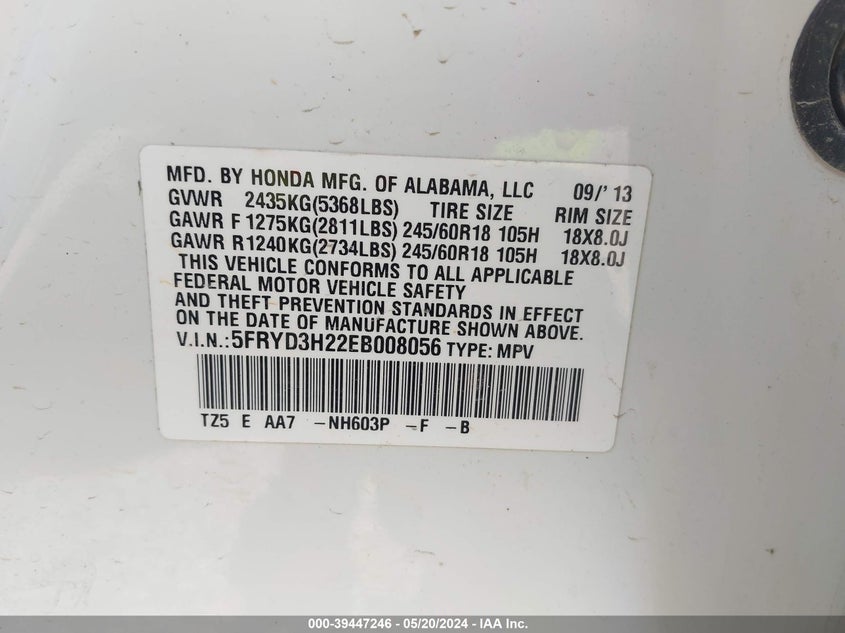 MFD. BY HONDA MFG. OF ALABAMA, LLC 09/' 13
GVWR 2435KG(5368LBS) TIRE SIZE RIM SIZE
GAWR F 1275KG(2811LBS) 245/60R18 105H 18X8.0J
GAWR R1240KG(2734LBS) 245/60R18 105H 18X8.0J
THIS VEHICLE CONFORMS TO ALL APPLICABLE
FEDERAL MOTOR VEHICLE SAFETY
AND THEFT PREVENTION STANDARDS IN EFFECT
ON THE DATE OF MANUFACTURE SHOWN ABOVE.
V.I.N.:5FRYD3H22EB008056 TYPE: MPV
TZ5 E AA7 -NH603P -F -B
000-39447246 - 05/20/2024 - IAA Inc.